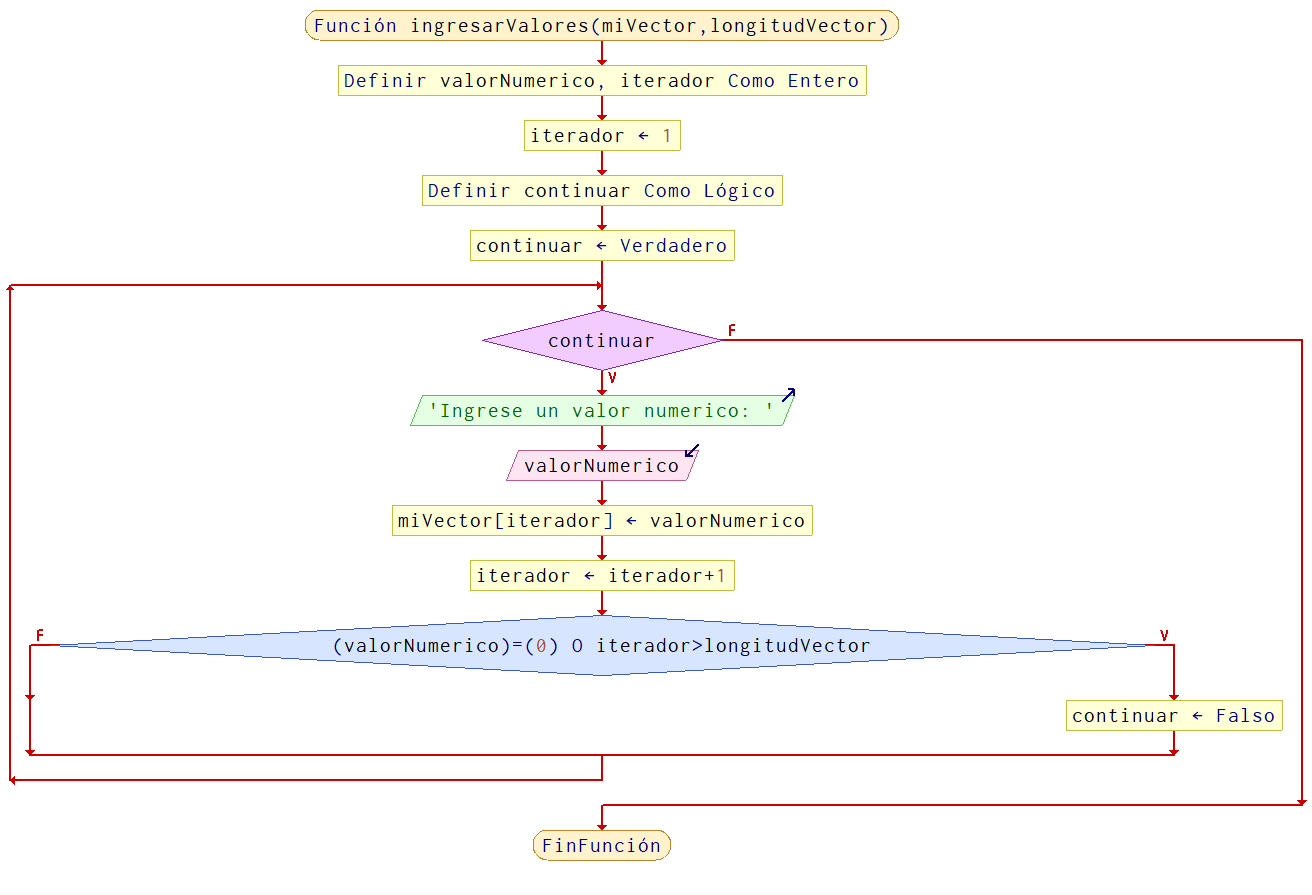 Función ingresarValores(miVector,longitudVector)
Definir valorNumerico, iterador Como Entero
iterador ← 1
Definir continuar Como Lógico
continuar ← Verdadero
continuar
F
V
'Ingrese un valor numerico: '
valorNumerico
miVector[iterador] ← valorNumerico
iterador ← iterador+1
F
(valorNumerico)=(0) O iterador>longitudVector
V
continuar ← Falso
FinFunción